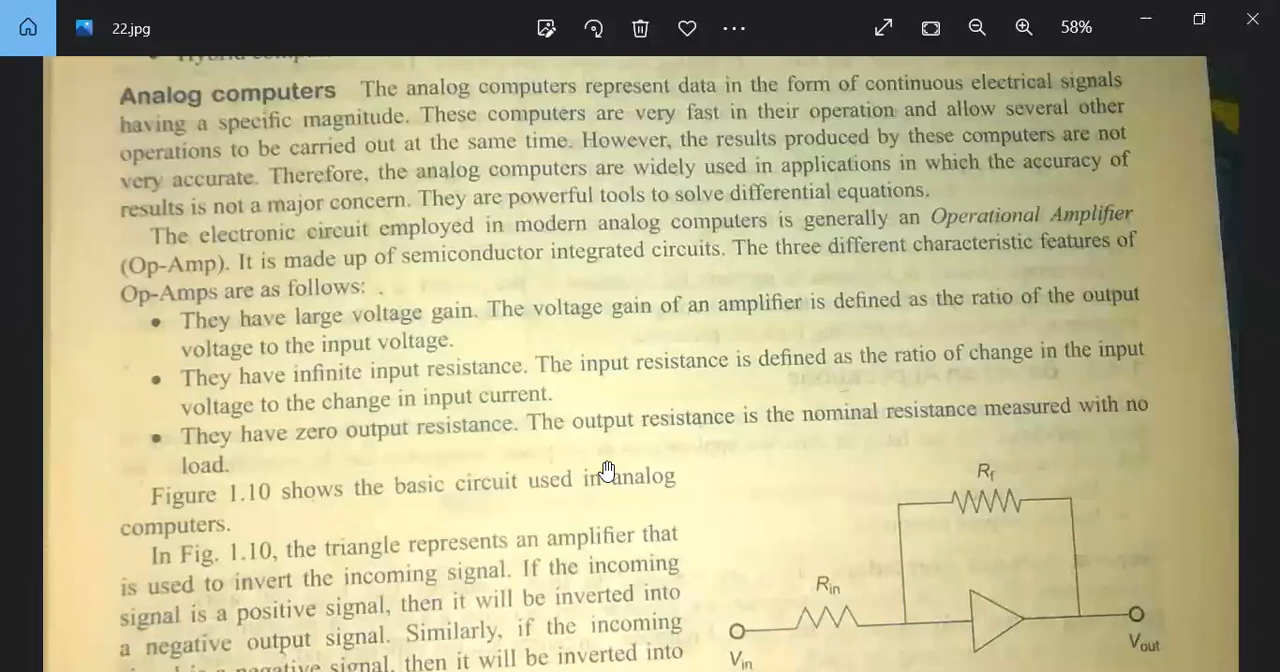 22.jpg
58%
Analog computers The analog computers represent data in the form of continuous electrical signals
having a specific magnitude. These computers are very fast in their operation and allow several other
operations to be carried out at the same time. However, the results produced by these computers are not
very accurate. Therefore, the analog computers are widely used in applications in which the accuracy of
results is not a major concern. They are powerful tools to solve differential equations.
The electronic circuit employed in modern analog computers is generally an Operational Amplifier
(Op-Amp). It is made up of semiconductor integrated circuits. The three different characteristic features of
Op-Amps are as follows: .
• They have large voltage gain. The voltage gain of an amplifier is defined as the ratio of the output
voltage to the input voltage.
• They have infinite input resistance. The input resistance is defined as the ratio of change in the input
voltage to the change in input current.
• They have zero output resistance. The output resistance is the nominal resistance measured with no
load.
Figure 1.10 shows the basic circuit used in analog
computers.
In Fig. 1.10, the triangle represents an amplifier that
is used to invert the incoming signal. If the incoming
signal is a positive signal, then it will be inverted into
a negative output signal. Similarly, if the incoming
negative signal, then it will be inverted into
Rf
Rin
Vin
Vout